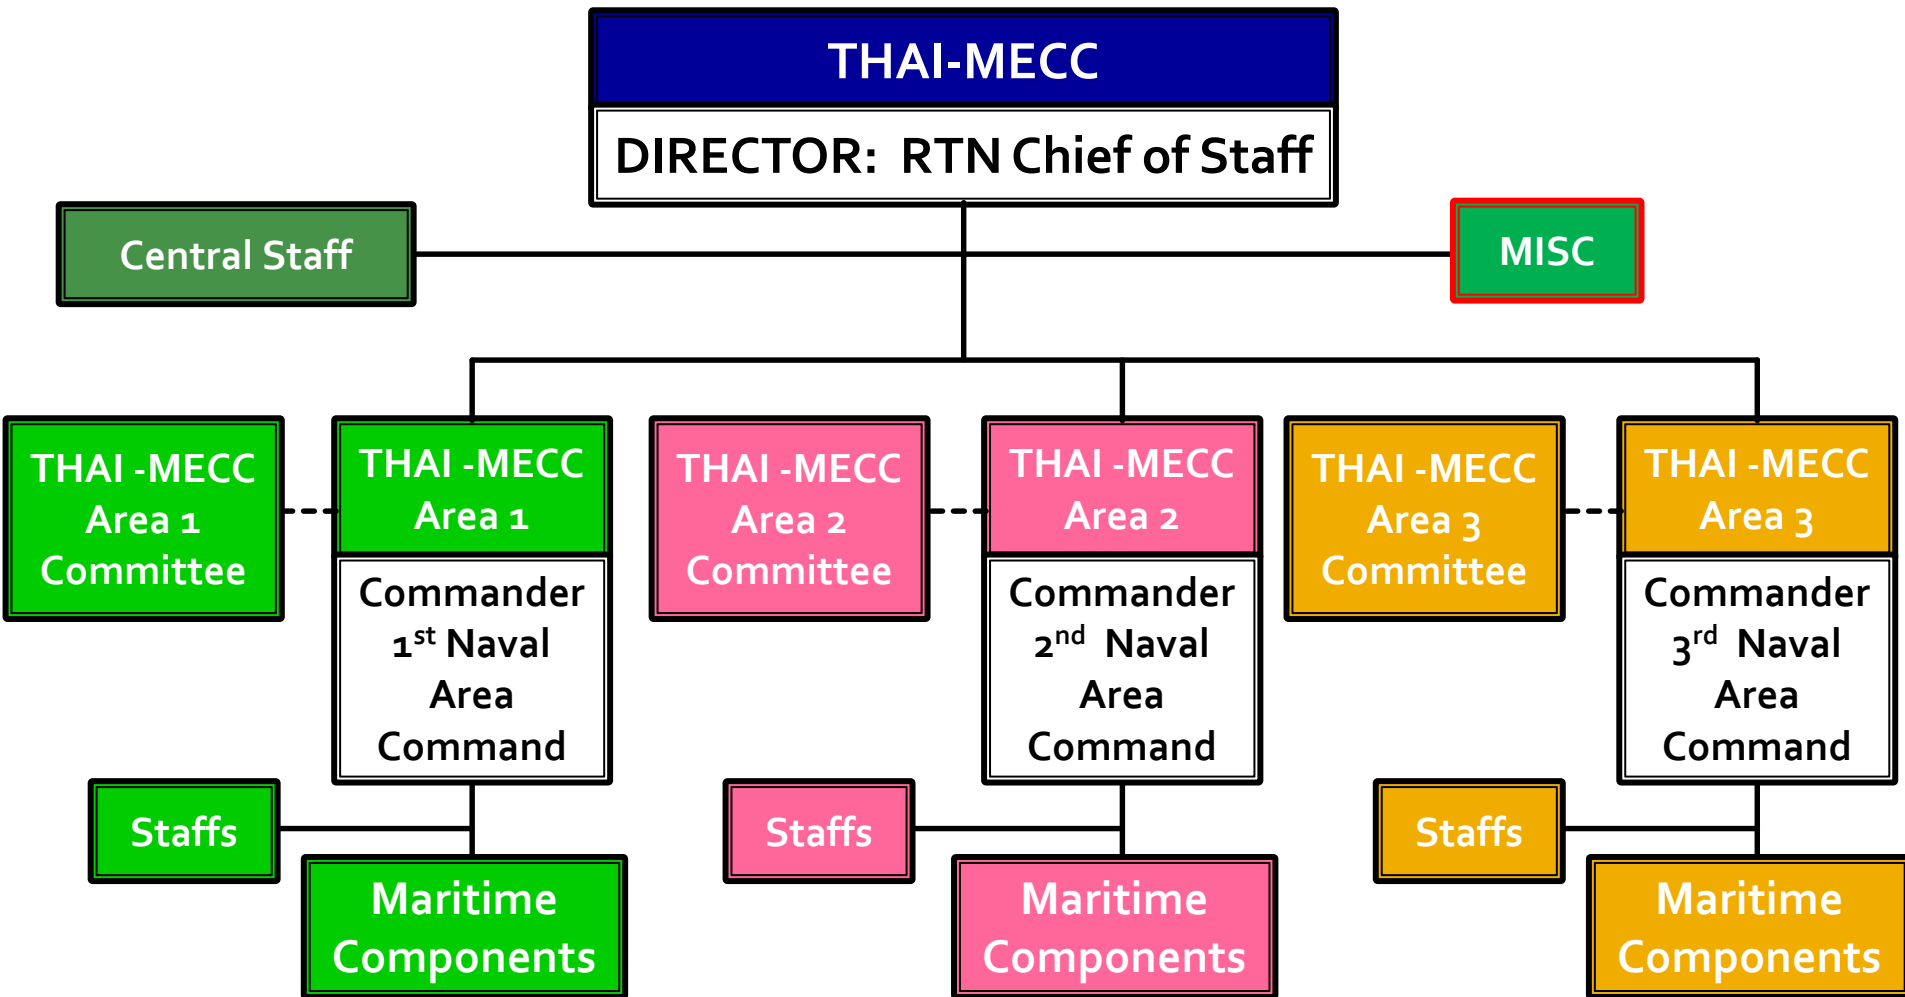 THAI-MECC
DIRECTOR: RTN Chief of Staff
Central Staff
MISC
THAI -MECC
Area 1
Committee
THAI -MECC
Area 1
Commander
1st Naval
Area
Command
THAI -MECC
Area 2
Committee
THAI -MECC
Area 2
Commander
2nd Naval
Area
Command
THAI -MECC
Area 3
Committee
THAI -MECC
Area 3
Commander
3rd Naval
Area
Command
Staffs
Maritime
Components
Staffs
Maritime
Components
Staffs
Maritime
Components